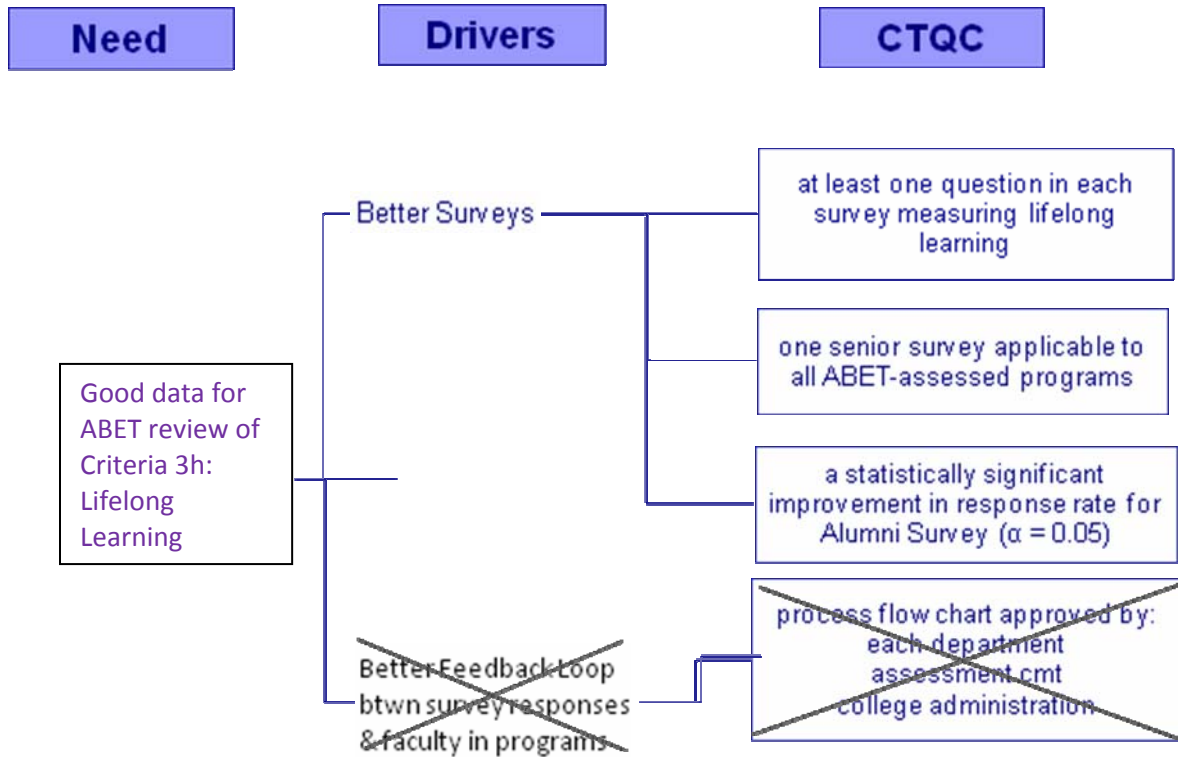 Need
Drivers
CTQC
Good data for
ABET review of
Criteria 3h:
Lifelong
Learning
Better Surveys
Better Feedback Loop
btwn survey responses
& faculty in programs
at least one question in each
survey measuring lifelong
learning
one senior survey applicable to
all ABET-assessed programs
a statistically significant
improvement in response rate for
Alumni Survey (α = 0.05)
process flow chart approved by:
each department
assessment cmt
college administration